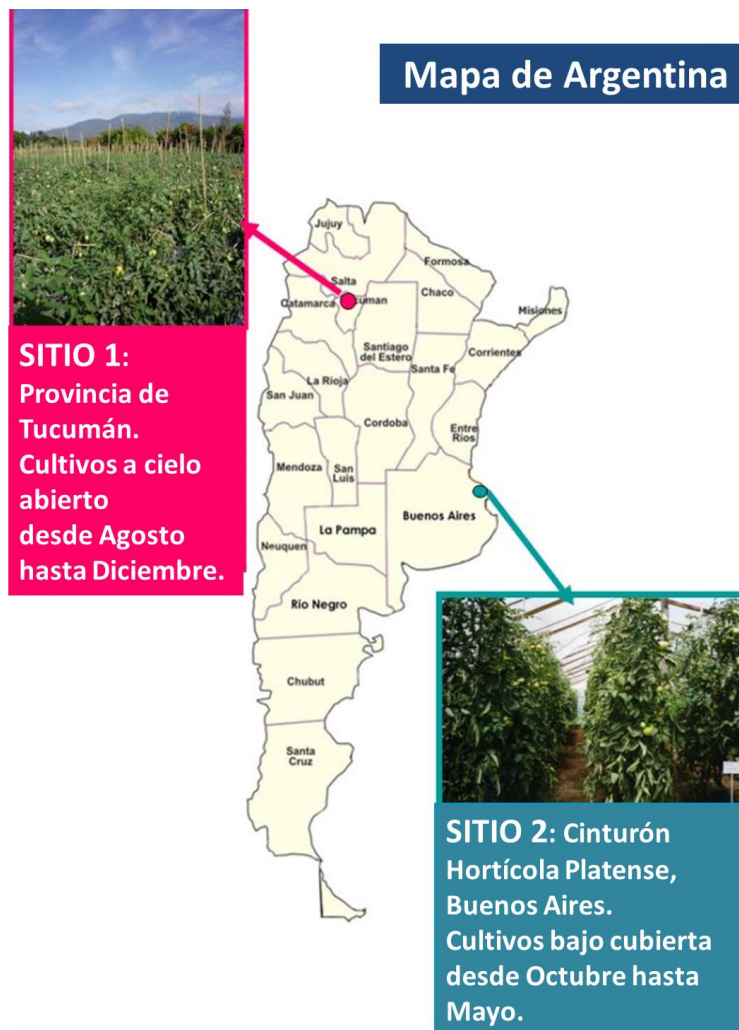 Mapa de Argentina
Jujuy
Formosa
Salta
Chaco
Catamarca
cuman
Misiones
Santiago
del Estero
Corrientes
Santa Fe
La Rioja
San Juan
Cordoba
Entre
Rios
Mendoza
San
Luis
Buenos Aires
La Pampa
Neuquen
Rio Negro
Chubut
Santa
Cruz
SITIO 1:
Provincia de
Tucumán.
Cultivos a cielo
abierto
desde Agosto
hasta Diciembre.
SITIO 2: Cinturón
Hortícola Platense,
Buenos Aires.
Cultivos bajo cubierta
desde Octubre hasta
Mayo.